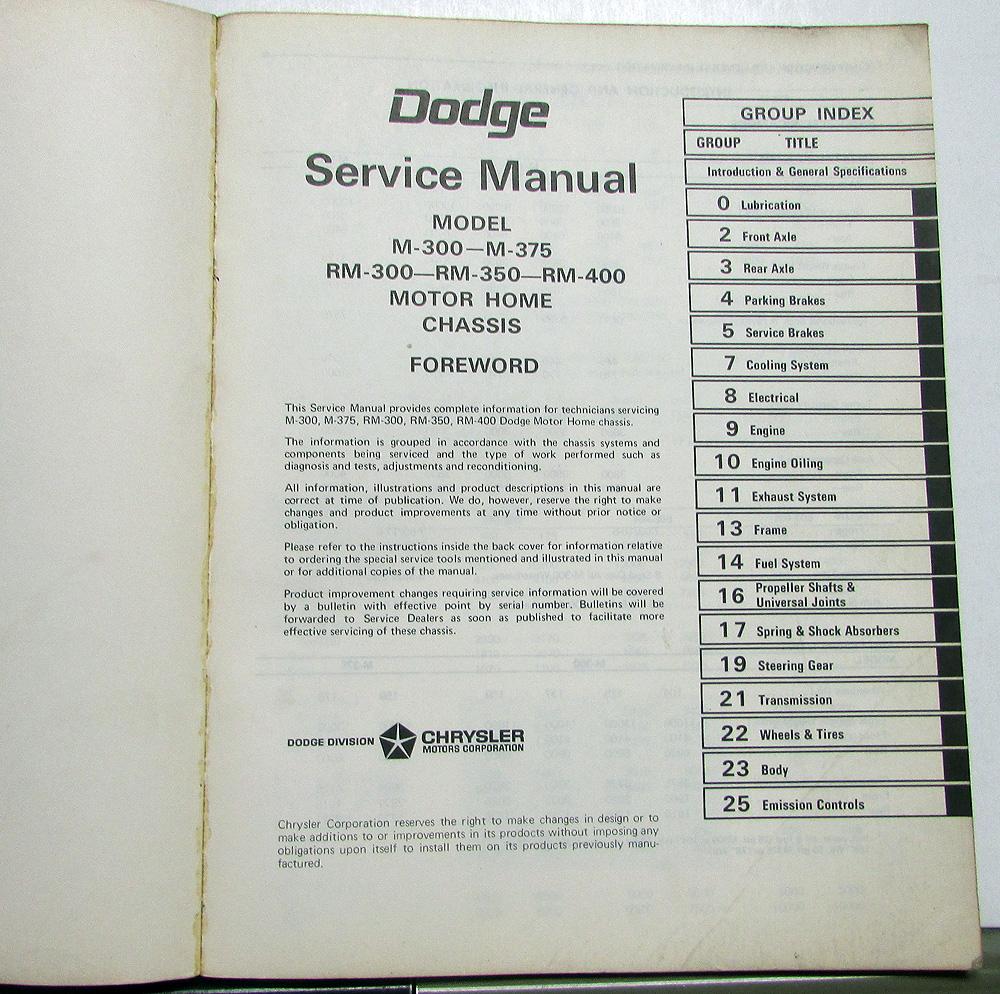 Dodge
Service Manual
MODEL
M-300—M-375
RM-300—RM-350—RM-400
MOTOR HOME
CHASSIS
FOREWORD
This Service Manual provides complete information for technicians servicing
M-300, M-375, RM-300, RM-350, RM-400 Dodge Motor Home chassis.
The information is grouped in accordance with the chassis systems and
components being serviced and the type of work performed such as
diagnosis and tests, adjustments and reconditioning.
All information, illustrations and product descriptions in this manual are
correct at time of publication. We do, however, reserve the right to make
changes and product improvements at any time without prior notice or
obligation.
Please refer to the instructions inside the back cover for information relative
to ordering the special service tools mentioned and illustrated in this manual
or for additional copies of the manual.
Product improvement changes requiring service information will be covered
by a bulletin with effective point by serial number. Bulletins will be
forwarded to Service Dealers as soon as published to facilitate more
effective servicing of these chassis.
DODGE DIVISION CHRYSLER
MOTORS CORPORATION
Chrysler Corporation reserves the right to make changes in design or to
make additions to or improvements in its products without imposing any
obligations upon itself to install them on its products previously manu-
factured.
GROUP INDEX
GROUP TITLE
Introduction & General Specifications
0 Lubrication
2 Front Axle
3 Rear Axle
4 Parking Brakes
5 Service Brakes
7 Cooling System
8 Electrical
9 Engine
10 Engine Oiling
11 Exhaust System
13 Frame
14 Fuel System
16 Propeller Shafts &
Universal Joints
17 Spring & Shock Absorbers
19 Steering Gear
21 Transmission
22 Wheels & Tires
23 Body
25 Emission Controls